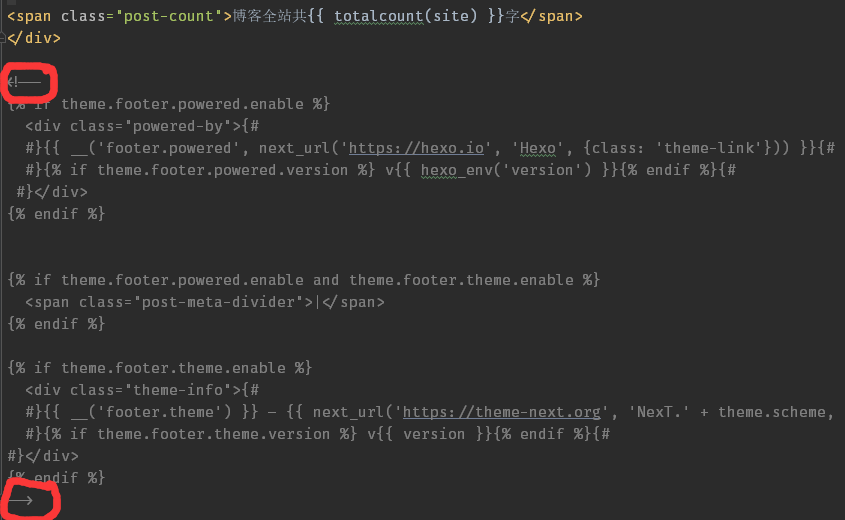 <span class="post-count">博客全站共{{ totalcount(site) }}字</span>
</div>
<!--
{% if theme.footer.powered.enable %}
  <div class="powered-by">{#
  #}{{ __('footer.powered', next_url('https://hexo.io', 'Hexo', {class: 'theme-link'})) }}{#
  #}{% if theme.footer.powered.version %} v{{ hexo_env('version') }}{% endif %}{#
 #}</div>
{% endif %}
{% if theme.footer.powered.enable and theme.footer.theme.enable %}
  <span class="post-meta-divider">|</span>
{% endif %}
{% if theme.footer.theme.enable %}
  <div class="theme-info">{#
  #}{{ __('footer.theme') }} – {{ next_url('https://theme-next.org', 'NexT.' + theme.scheme,
  #}{% if theme.footer.theme.version %} v{{ version }}{% endif %}{#
#}</div>
{% endif %}
-->